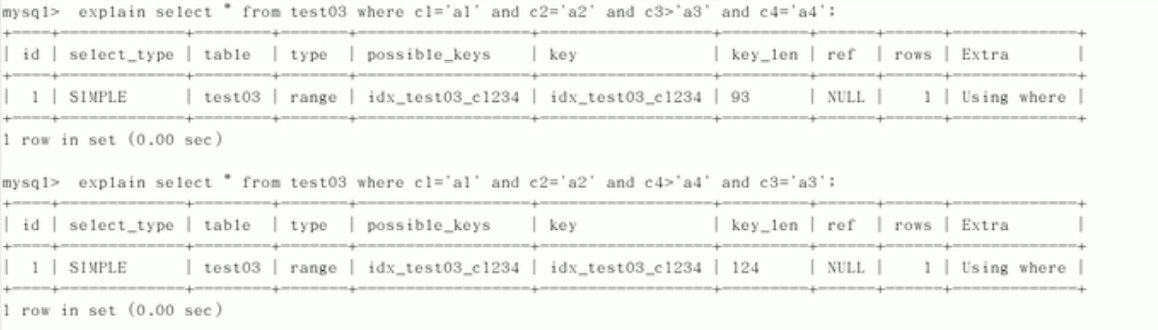 mysql>  explain select * from test03 where c1='a1' and c2='a2' and c3>'a3' and c4='a4';
+----+-------------+--------+-------+------------------+------------------+---------+------+------+-------------+
| id | select_type | table | type | possible_keys | key | key_len | ref | rows | Extra |
+----+-------------+--------+-------+------------------+------------------+---------+------+------+-------------+
| 1 | SIMPLE | test03 | range | idx_test03_c1234 | idx_test03_c1234 | 93 | NULL | 1 | Using where |
+----+-------------+--------+-------+------------------+------------------+---------+------+------+-------------+
1 row in set (0.00 sec)
mysql>  explain select * from test03 where c1='a1' and c2='a2' and c4>'a4' and c3='a3';
+----+-------------+--------+-------+------------------+------------------+---------+------+------+-------------+
| id | select_type | table | type | possible_keys | key | key_len | ref | rows | Extra |
+----+-------------+--------+-------+------------------+------------------+---------+------+------+-------------+
| 1 | SIMPLE | test03 | range | idx_test03_c1234 | idx_test03_c1234 | 124 | NULL | 1 | Using where |
+----+-------------+--------+-------+------------------+------------------+---------+------+------+-------------+
1 row in set (0.00 sec)